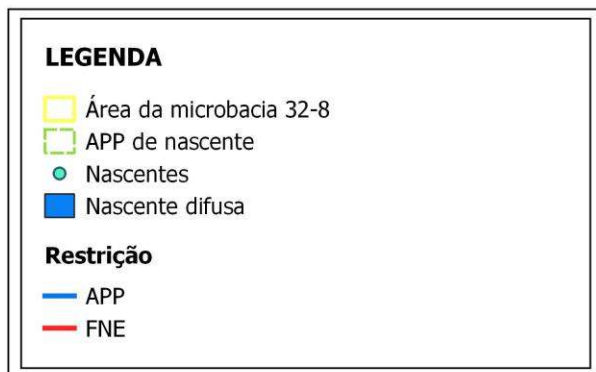 LEGENDA
Área da microbacia 32-8
APP de nascente
Nascentes
Nascente difusa
Restrição
APP
FNE